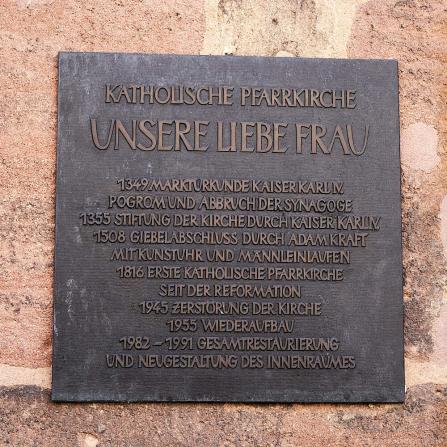 KATHOLISCHE PFARRKIRCHE
UNSERE LIEBE FRAU
1349 MARKTURKUNDE KAISER KARL IV.
POGROM UND ABBRUCH DER SYNAGOGE
1355 STIFTUNG DER KIRCHE DURCH KAISER KARL IV.
1508 GIEBELABSCHLUSS DURCH ADAM KRAFT
MIT KUNSTUHR UND MÄNNLEINLAUFEN
1816 ERSTE KATHOLISCHE PFARRKIRCHE
SEIT DER REFORMATION
1945 ZERSTÖRUNG DER KIRCHE
1955 WIEDERAUFBAU
1982 – 1991 GESAMTRESTAURIERUNG
UND NEUGESTALTUNG DES INNENRAUMES